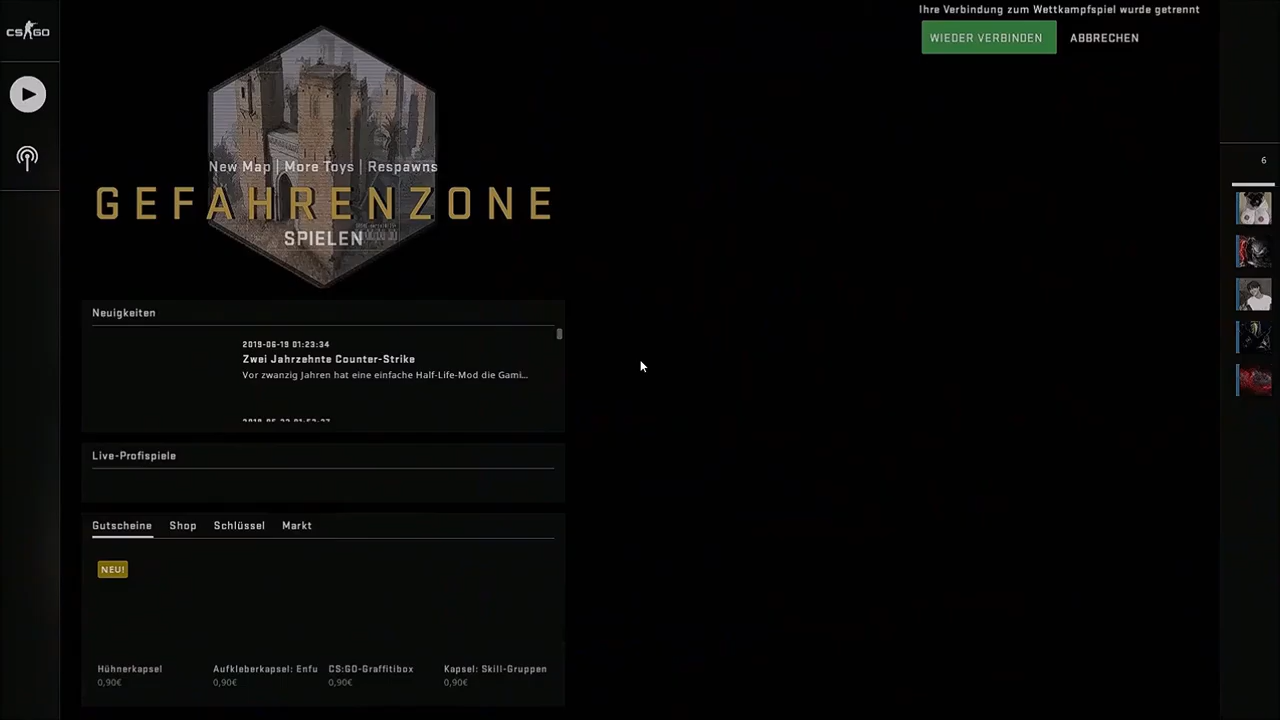 CS GO
Ihre Verbindung zum Wettkampfspiel wurde getrennt
WIEDER VERBINDEN
ABBRECHEN
New Map | More Toys | Respawns
GEFAHRENZONE
SPIELEN
6
Neuigkeiten
2019-06-19 01:23:34
Zwei Jahrzehnte Counter-Strike
Vor zwanzig Jahren hat eine einfache Half-Life-Mod die Gami...
Live-Profispiele
Gutscheine Shop Schlüssel Markt
NEU!
Hühnerkapsel Aufkleberkapsel: Enfu CS:GO-Graffitibox Kapsel: Skill-Gruppen
0,90€ 0,90€ 0,90€ 0,90€